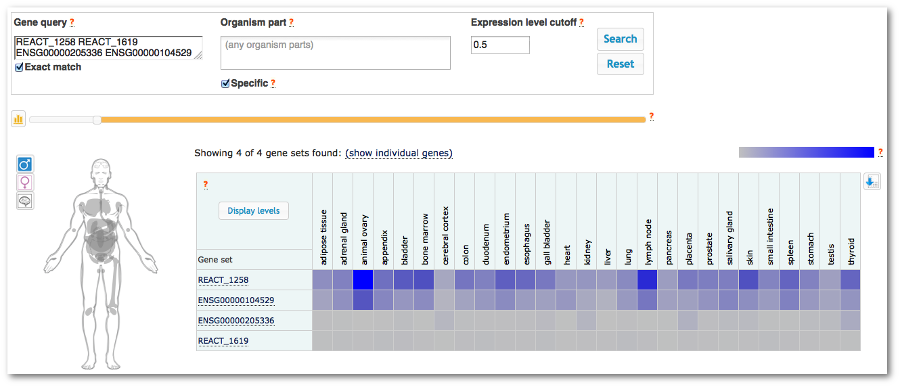 Gene query ? Organism part ? Expression level cutoff ?
REACT_1258 REACT_1619
ENSG00000205336 ENSG00000104529
(any organism parts)
0.5
Search
Exact match
Reset
Specific ?
?
Showing 4 of 4 gene sets found: (show individual genes)
?
?
Display levels
adipose tissue
adrenal gland
animal ovary
appendix
bladder
bone marrow
cerebral cortex
colon
duodenum
endometrium
esophagus
gall bladder
heart
kidney
liver
lung
lymph node
pancreas
placenta
prostate
salivary gland
skin
small intestine
spleen
stomach
testis
thyroid
Gene set
REACT_1258
ENSG00000104529
ENSG00000205336
REACT_1619